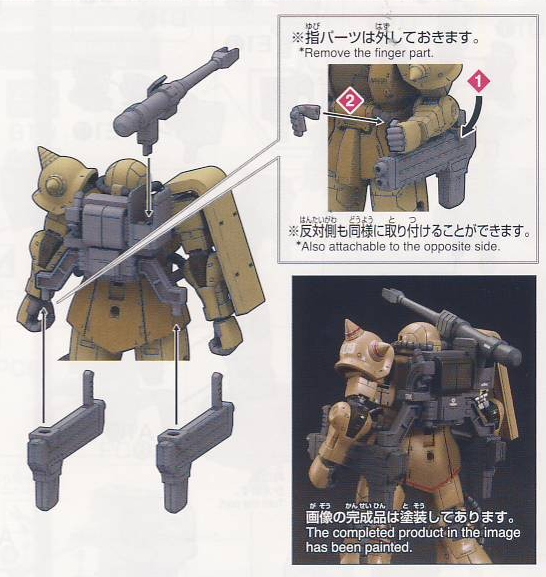 ※指パーツは外しておきます。
*Remove the finger part.
1
2
※反対側も同様に取り付けることができます。
*Also attachable to the opposite side.
画像の完成品は塗装してあります。
The completed product in the image
has been painted.